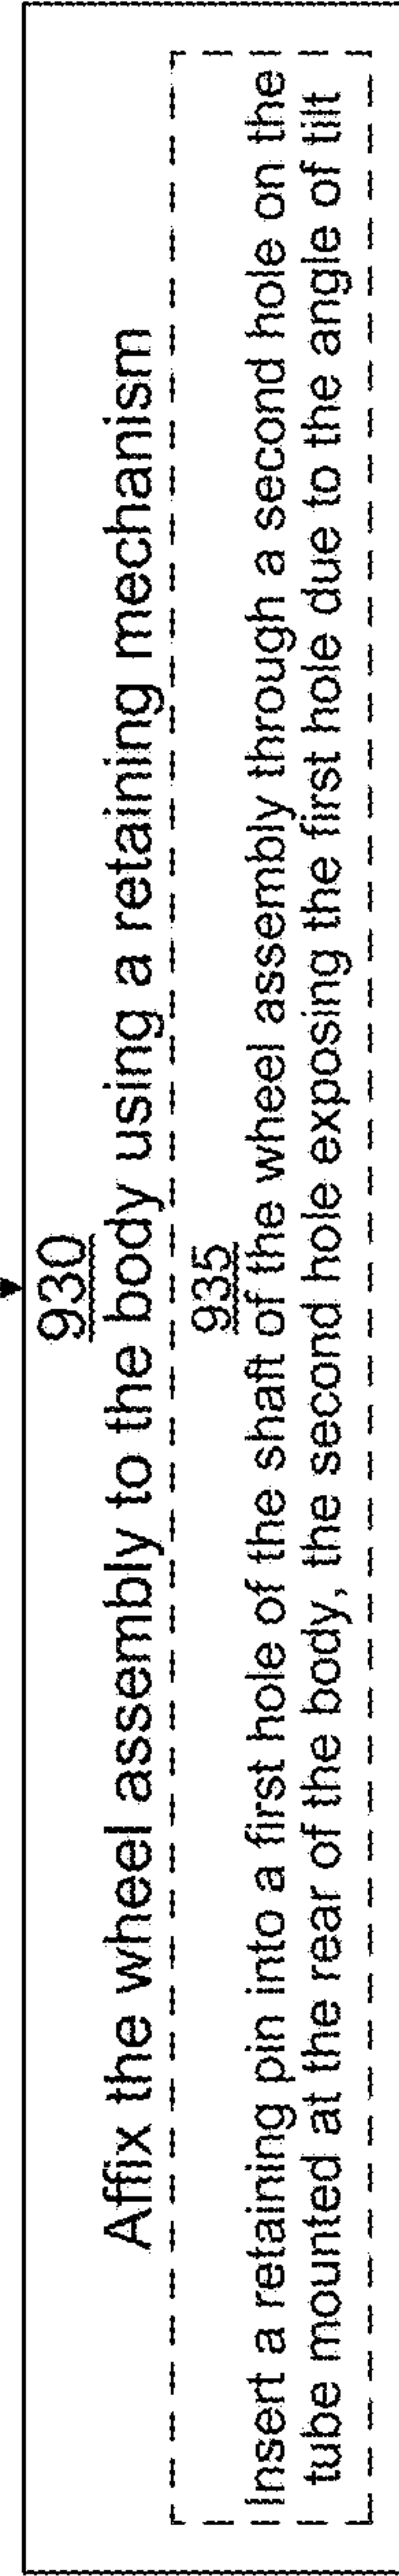 930
Affix the wheel assembly to the body using a retaining mechanism
935
Insert a retaining pin into a first hole of the shaft of the wheel assembly through a second hole on the
tube mounted at the rear of the body, the second hole exposing the first hole due to the angle of tilt